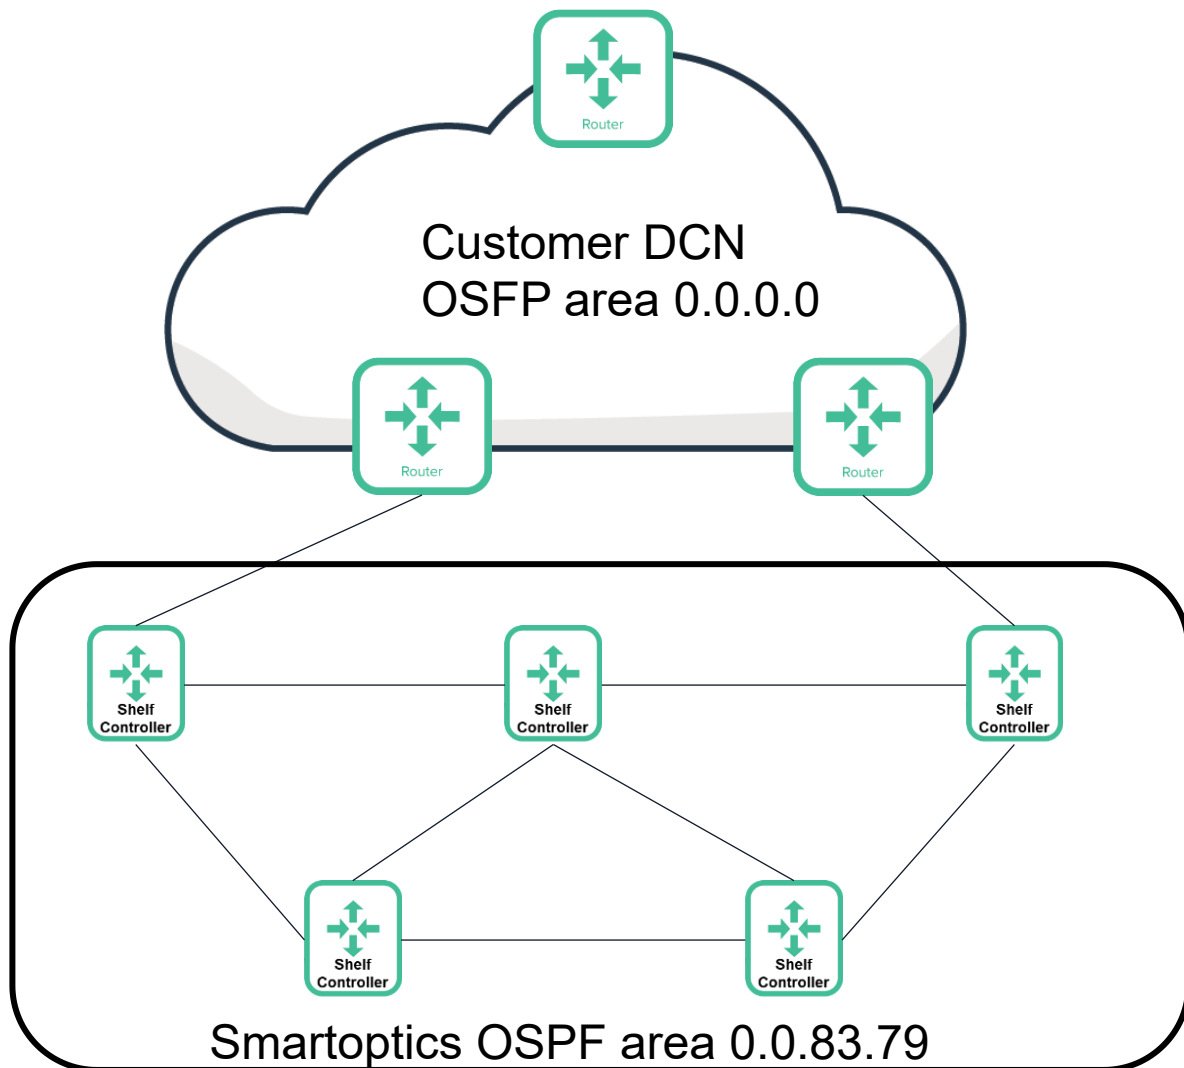 Router
Customer DCN
OSFP area 0.0.0.0
Router
Router
Shelf
Controller
Shelf
Controller
Shelf
Controller
Shelf
Controller
Shelf
Controller
Smartoptics OSPF area 0.0.83.79